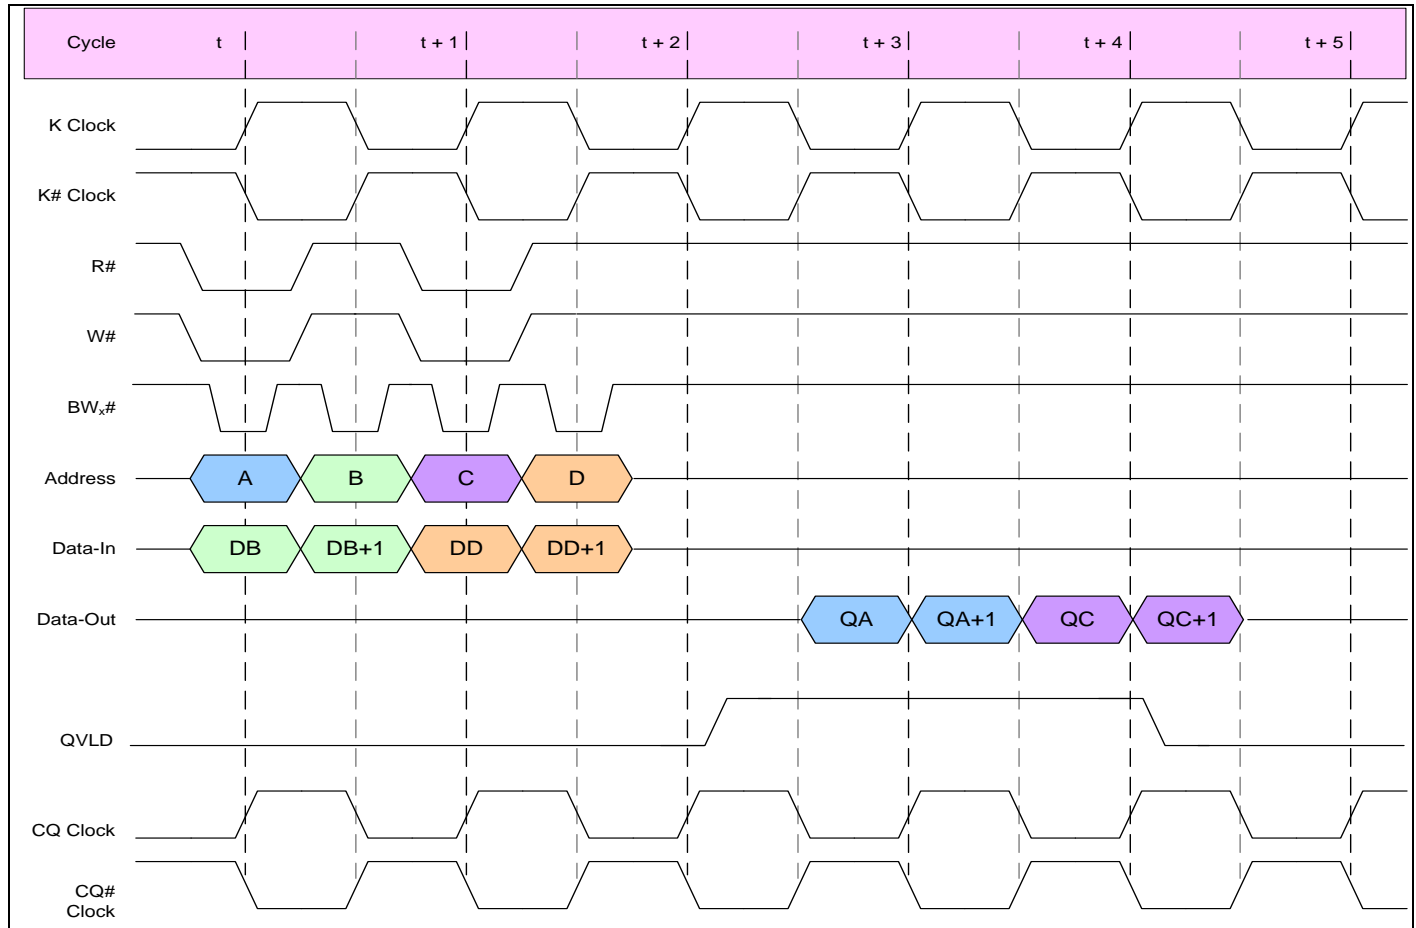 Cycle t t + 1 t + 2 t + 3 t + 4 t + 5
K Clock
K# Clock
R#
W#
BWx#
Address A B C D
Data-In DB DB+1 DD DD+1
Data-Out QA QA+1 QC QC+1
QVLD
CQ Clock
CQ#
Clock